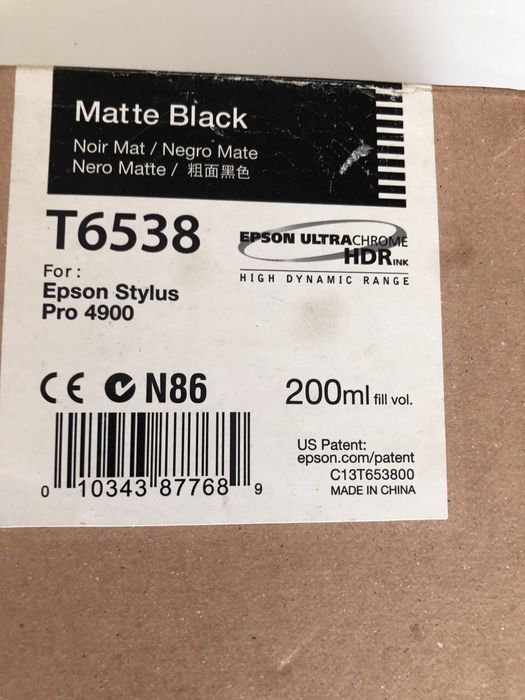 Matte Black
Noir Mat / Negro Mate
Nero Matte / 粗面黑色
T6538
EPSON ULTRACHROME
HDR INK
HIGH DYNAMIC RANGE
For :
Epson Stylus
Pro 4900
CE N86
200ml fill vol.
0 10343 87768 9
US Patent:
epson.com/patent
C13T653800
MADE IN CHINA